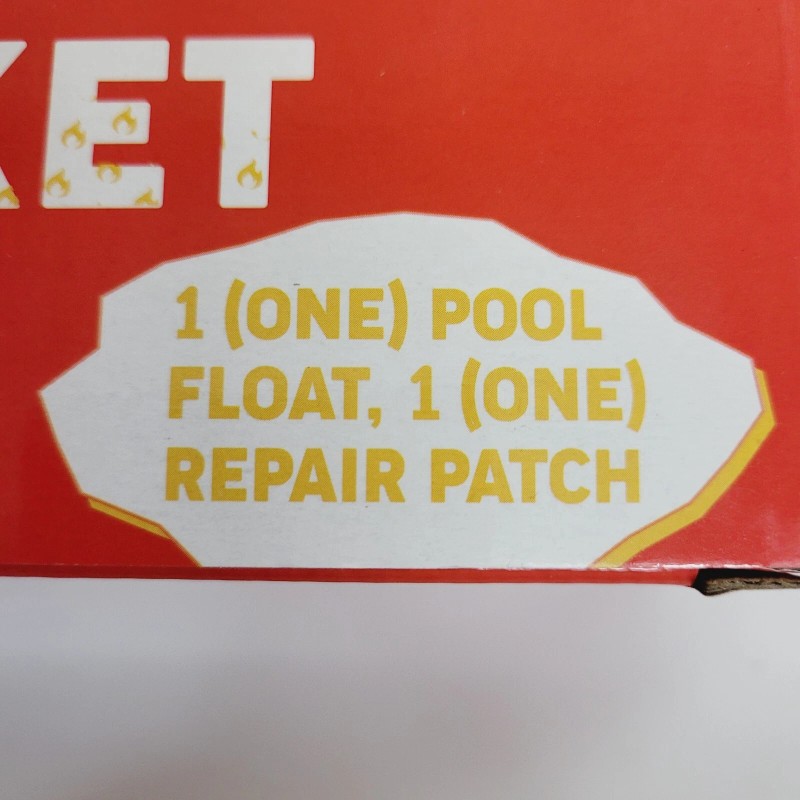 KET
1 (ONE) POOL
FLOAT, 1 (ONE)
REPAIR PATCH